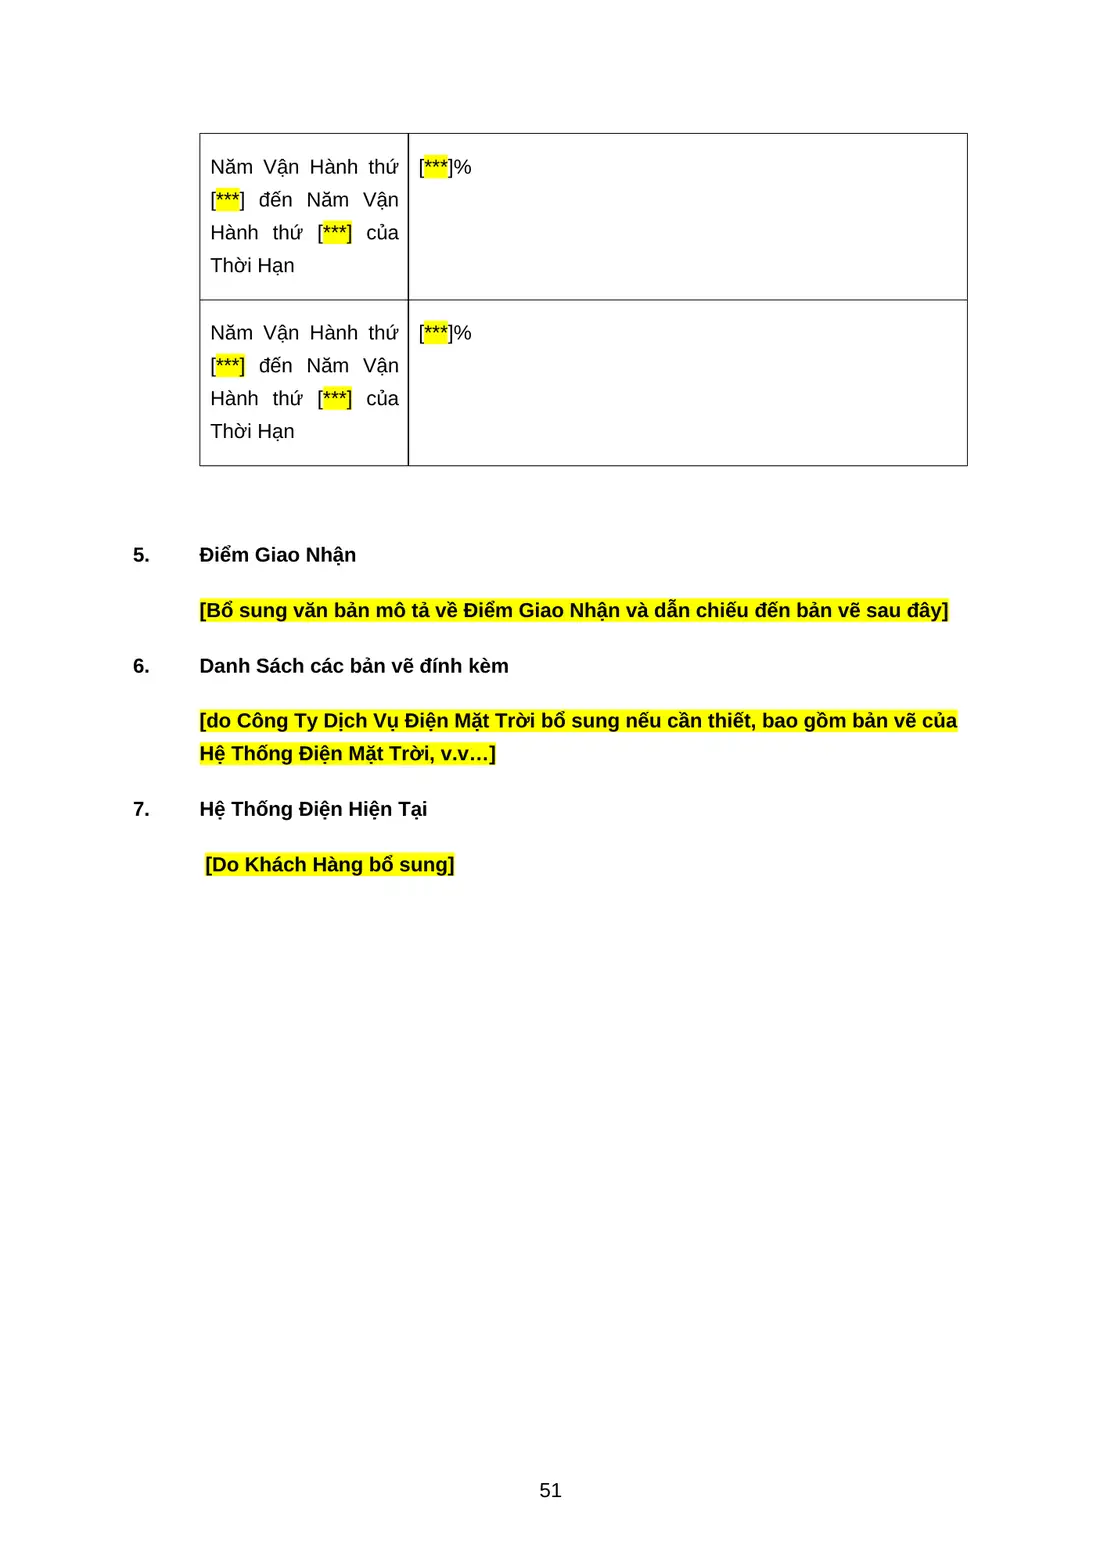 Năm Vận Hành thứ [***]%
[***] đến Năm Vận
Hành thứ [***] của
Thời Hạn
Năm Vận Hành thứ [***]%
[***] đến Năm Vận
Hành thứ [***] của
Thời Hạn
5. Điểm Giao Nhận
[Bổ sung văn bản mô tả về Điểm Giao Nhận và dẫn chiếu đến bản vẽ sau đây]
6. Danh Sách các bản vẽ đính kèm
[do Công Ty Dịch Vụ Điện Mặt Trời bổ sung nếu cần thiết, bao gồm bản vẽ của
Hệ Thống Điện Mặt Trời, v.v…]
7. Hệ Thống Điện Hiện Tại
[Do Khách Hàng bổ sung]
51